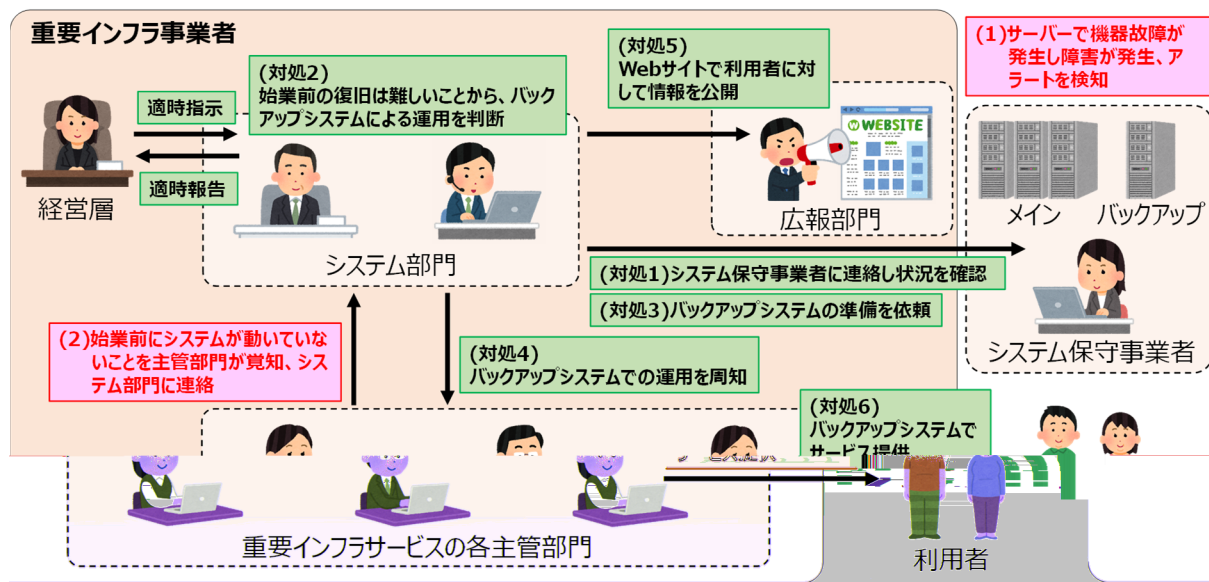 重要インフラ事業者
(1)サーバーで機器故障が
発生し障害が発生、ア
ラートを検知
(対処2)
始業前の復旧は難しいことから、バック
アップシステムによる運用を判断
(対処5)
Webサイトで利用者に対
して情報を公開
適時指示
適時報告
経営層
WEBSITE
システム部門
広報部門
メイン
バックアップ
(対処1)システム保守事業者に連絡し状況を確認
(対処3)バックアップシステムの準備を依頼
システム保守事業者
(2)始業前にシステムが動いていな
いことを主管部門が覚知、シス
テム部門に連絡
(対処4)
バックアップシステムでの運用を周知
(対処6)
バックアップシステムで
サービス提供
重要インフラサービスの各主管部門
利用者